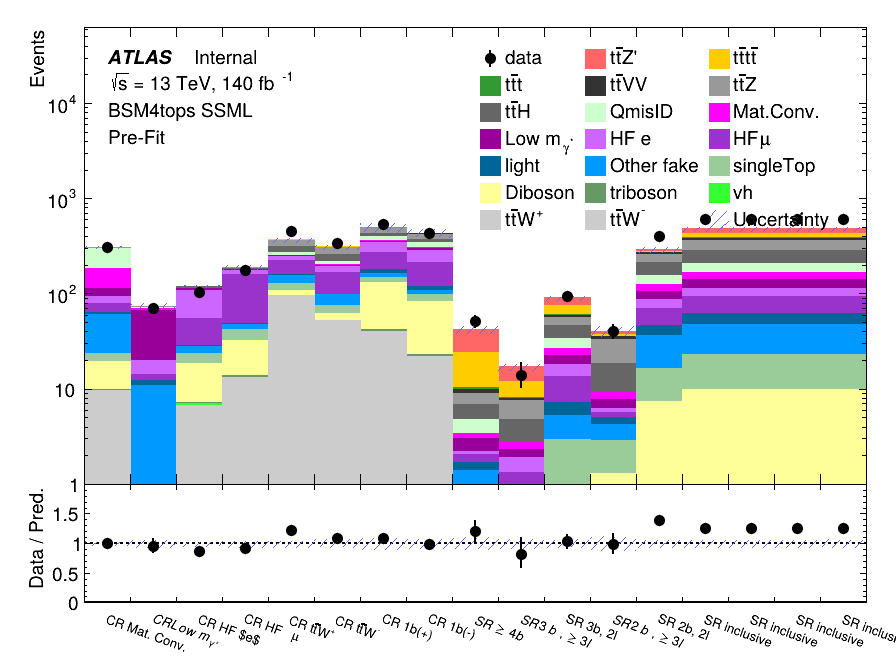 Events
ATLAS Internal
√s = 13 TeV, 140 fb⁻¹
BSM4tops SSML
Pre-Fit
data tt̄Z' tt̄tt̄
tt̄t tt̄VV tt̄Z
tt̄H QmisID Mat.Conv.
Low m_γ* HF e HFμ
light Other fake singleTop
Diboson triboson vh
tt̄W⁺ tt̄W⁻ Uncertainty
10⁴
10³
10²
10
1
Data / Pred.
1.5
1
0.5
0
CR Mat. Conv.
CRLow m_γ*
CR HF $e$
CR HF μ
CR tt̄W⁺
CR tt̄W⁻
CR 1b(+)
CR 1b(-)
SR ≥ 4b
SR3 b , ≥ 3l
SR 3b, 2l
SR2 b , ≥ 3l
SR 2b, 2l
SR inclusive
SR inclusive
SR inclusive
SR inclus